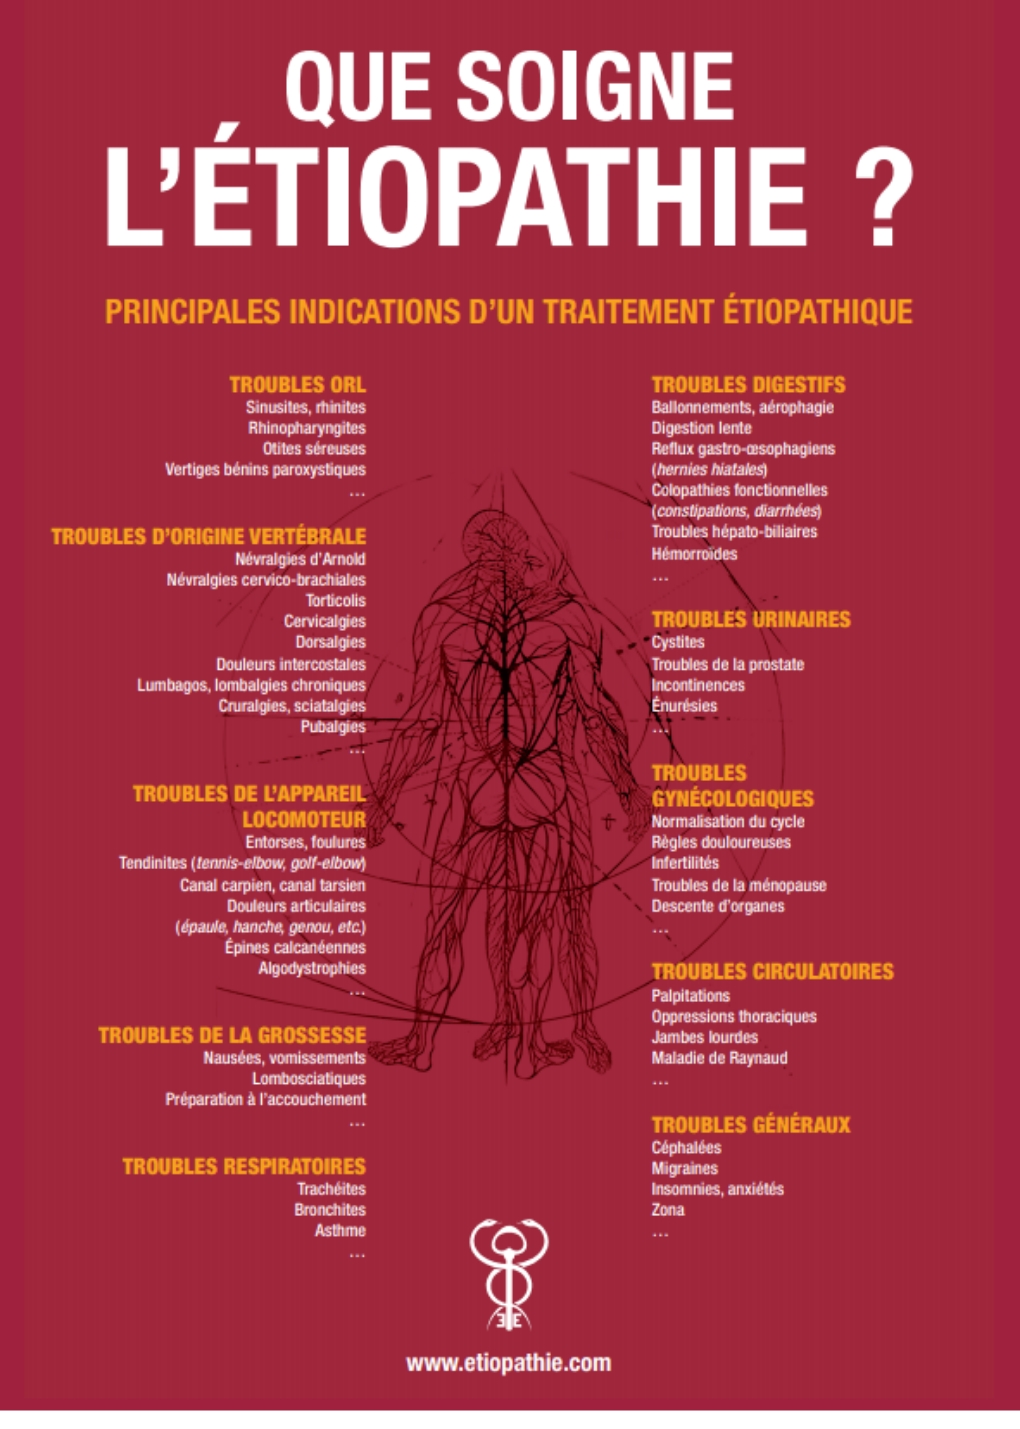 QUE SOIGNE
L'ÉTIOPATHIE ?
PRINCIPALES INDICATIONS D'UN TRAITEMENT ÉTIOPATHIQUE
TROUBLES ORL
Sinusites, rhinites
Rhinopharyngites
Otites séreuses
Vertiges bénins paroxystiques
...
TROUBLES D'ORIGINE VERTÉBRALE
Névralgies d'Arnold
Névralgies cervico-brachiales
Torticolis
Cervicalgies
Dorsalgies
Douleurs intercostales
Lumbagos, lombalgies chroniques
Cruralgies, sciatalgies
Pubalgies
...
TROUBLES DE L'APPAREIL
LOCOMOTEUR
Entorses, foulures
Tendinites (tennis-elbow, golf-elbow)
Canal carpien, canal tarsien
Douleurs articulaires
(épaule, hanche, genou, etc.)
Épines calcanéennes
Algodystrophies
...
TROUBLES DE LA GROSSESSE
Nausées, vomissements
Lombosciatiques
Préparation à l'accouchement
...
TROUBLES RESPIRATOIRES
Trachéites
Bronchites
Asthme
...
TROUBLES DIGESTIFS
Ballonnements, aérophagie
Digestion lente
Reflux gastro-œsophagiens
(hernies hiatales)
Colopathies fonctionnelles
(constipations, diarrhées)
Troubles hépato-biliaires
Hémorroïdes
...
TROUBLES URINAIRES
Cystites
Troubles de la prostate
Incontinences
Énurésies
...
TROUBLES
GYNÉCOLOGIQUES
Normalisation du cycle
Règles douloureuses
Infertilités
Troubles de la ménopause
Descente d'organes
...
TROUBLES CIRCULATOIRES
Palpitations
Oppressions thoraciques
Jambes lourdes
Maladie de Raynaud
...
TROUBLES GÉNÉRAUX
Céphalées
Migraines
Insomnies, anxiétés
Zona
...
www.etiopathie.com